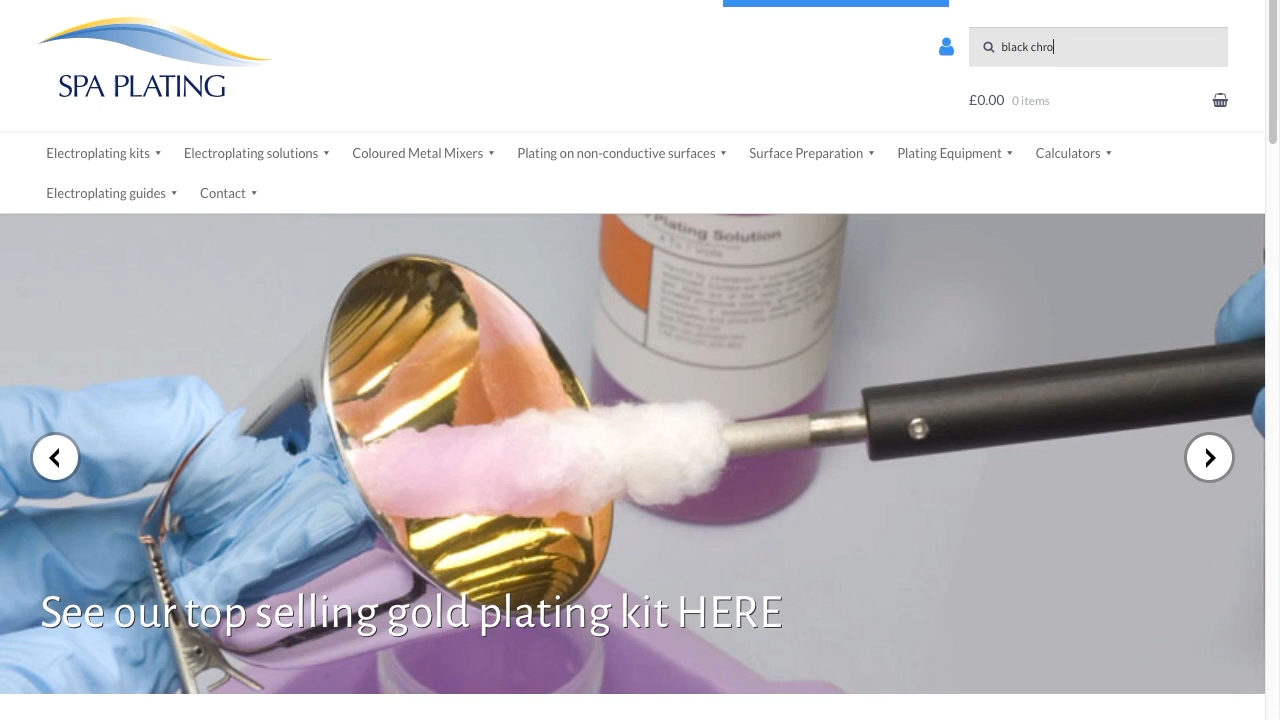 SPA PLATING
black chro
£0.00 0 items
Electroplating kits Electroplating solutions Coloured Metal Mixers Plating on non-conductive surfaces Surface Preparation Plating Equipment Calculators
Electroplating guides Contact
Plating Solution
See our top selling gold plating kit HERE